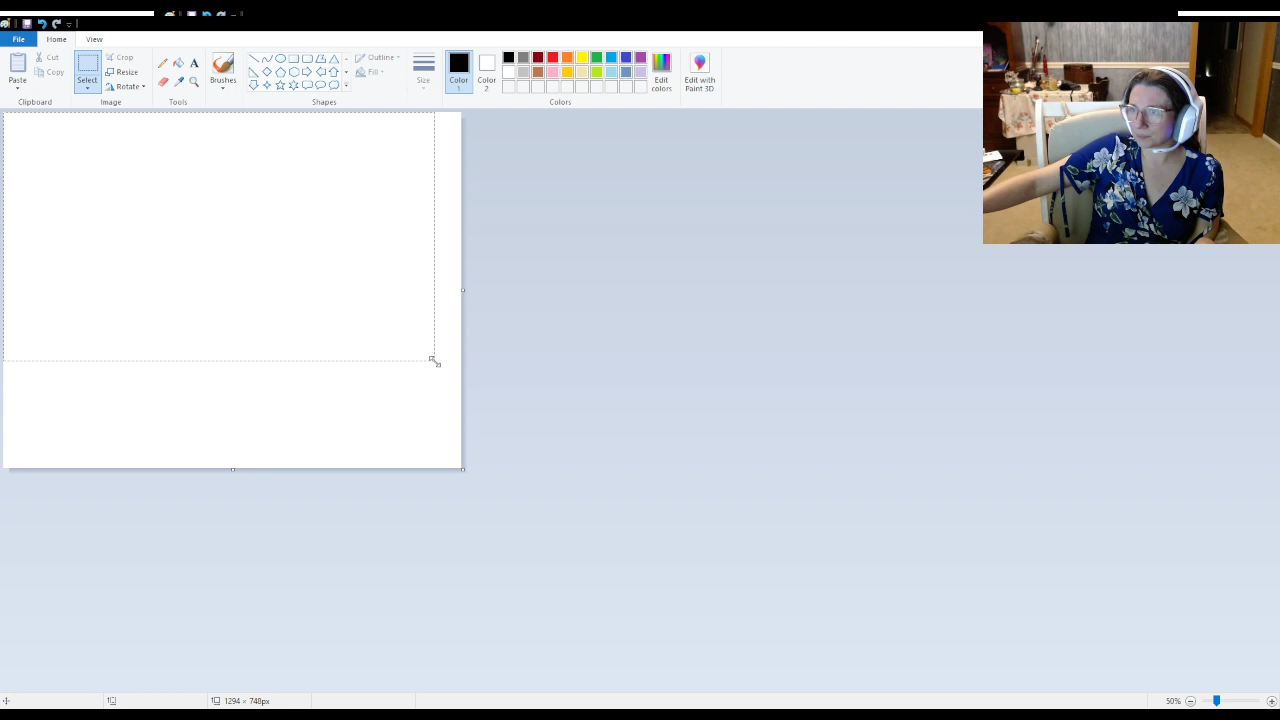 File Home View
Paste
Cut
Copy
Clipboard
Select
Crop
Resize
Rotate
Image
Tools
Brushes
Outline
Fill
Shapes
Size
Color
1
Color
2
Edit
colors
Colors
Edit with
Paint 3D
1294 × 748px
50%